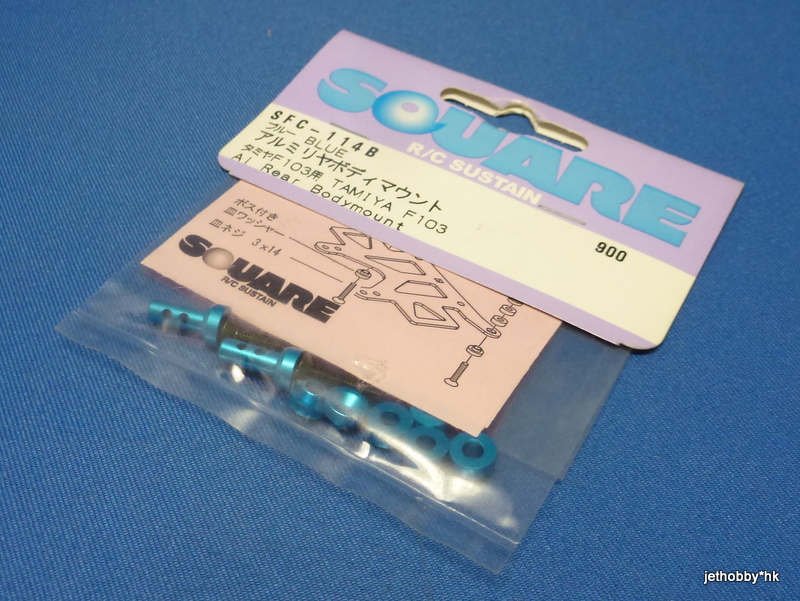 SQUARE
R/C SUSTAIN
SFC-114B
ブルー BLUE
アルミリヤボディマウント
タミヤF103用 TAMIYA F103
Al Rear Bodymount
900
ボス付き
皿ワッシャー
皿ネジ 3x14
SQUARE
R/C SUSTAIN
jethobby*hk